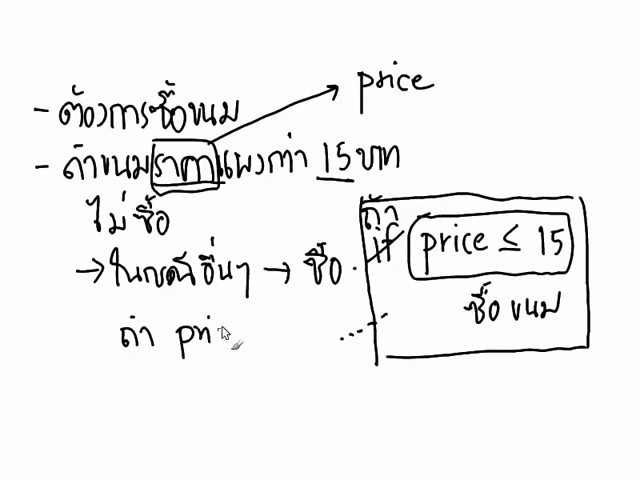 - ต้องการซื้อขนม
price
- ถ้าขนมราคาแพงกว่า 15 บาท
ไม่ซื้อ
→ ในกรณีอื่นๆ → ซื้อ
ถ้า pri
ถ้า
if price ≤ 15
ซื้อ ขนม